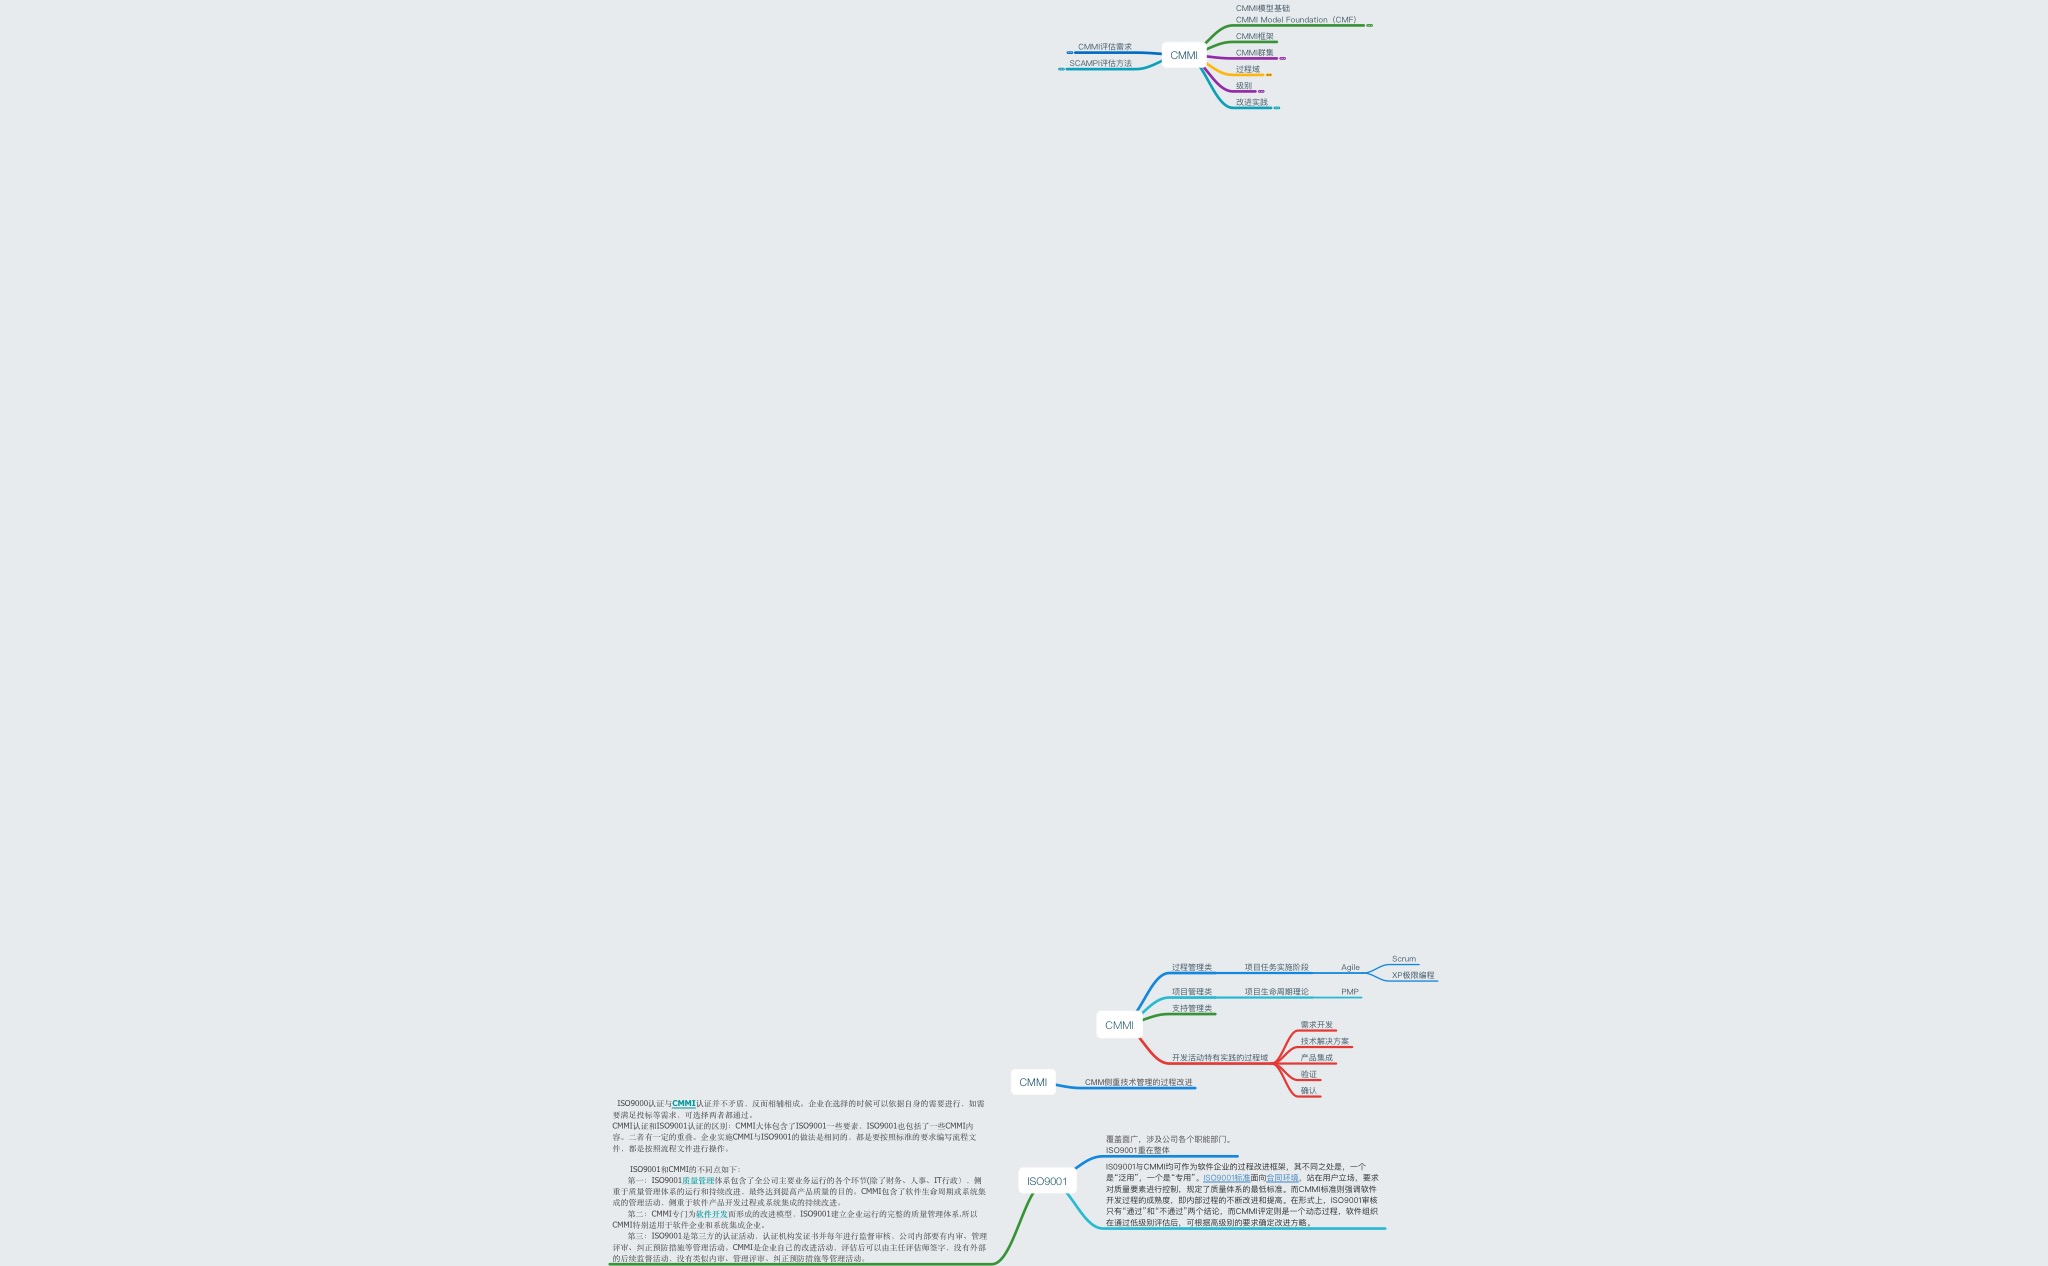 CMMI模型基础
CMMI Model Foundation（CMF）
CMMI框架
CMMI群集
过程域
级别
改进实践
CMMI
CMMI评估需求
SCAMPI评估方法
过程管理类
项目任务实施阶段
Agile
Scrum
XP极限编程
项目管理类
项目生命周期理论
PMP
支持管理类
CMMI
开发活动特有实践的过程域
需求开发
技术解决方案
产品集成
验证
确认
CMMI
CMM侧重技术管理的过程改进
ISO9000认证与CMMI认证并不矛盾，反而相辅相成。企业在选择的时候可以依据自身的需要进行，如需
要满足投标等需求，可选择两者都通过。
CMMI认证和ISO9001认证的区别：CMMI大体包含了ISO9001一些要素，ISO9001也包括了一些CMMI内
容。二者有一定的重叠。企业实施CMMI与ISO9001的做法是相同的，都是要按照标准的要求编写流程文
件，都是按照流程文件进行操作。
ISO9001和CMMI的不同点如下：
第一：ISO9001质量管理体系包含了全公司主要业务运行的各个环节(除了财务、人事、IT行政），侧
重于质量管理体系的运行和持续改进，最终达到提高产品质量的目的。CMMI包含了软件生命周期或系统集
成的管理活动，侧重于软件产品开发过程或系统集成的持续改进。
第二：CMMI专门为软件开发而形成的改进模型，ISO9001建立企业运行的完整的质量管理体系,所以
CMMI特别适用于软件企业和系统集成企业。
第三：ISO9001是第三方的认证活动，认证机构发证书并每年进行监督审核，公司内部要有内审、管理
评审、纠正预防措施等管理活动。CMMI是企业自己的改进活动，评估后可以由主任评估师签字，没有外部
的后续监督活动，没有类似内审、管理评审、纠正预防措施等管理活动。
ISO9001
覆盖面广，涉及公司各个职能部门。
ISO9001重在整体
IS09001与CMMI均可作为软件企业的过程改进框架，其不同之处是，一个
是“泛用”，一个是“专用”。ISO9001标准面向合同环境，站在用户立场，要求
对质量要素进行控制，规定了质量体系的最低标准。而CMMI标准则强调软件
开发过程的成熟度，即内部过程的不断改进和提高。在形式上，ISO9001审核
只有“通过”和“不通过”两个结论，而CMMI评定则是一个动态过程，软件组织
在通过低级别评估后，可根据高级别的要求确定改进方略。